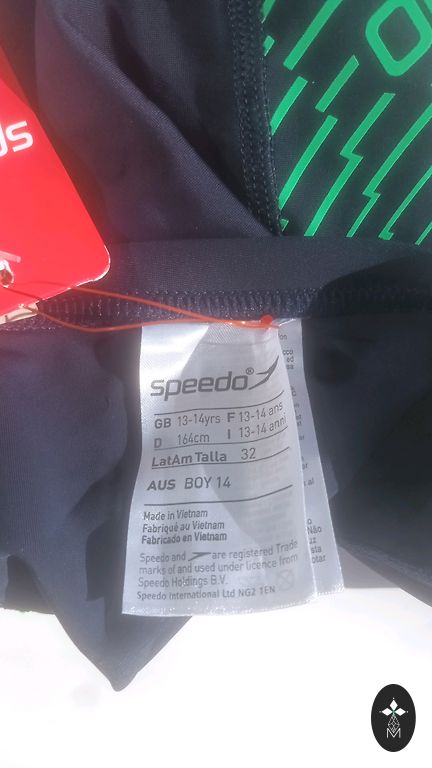 ds
speedo®
GB 13-14yrs F 13-14 ans
D 164cm I 13-14 anni
LatAm Talla 32
AUS BOY 14
Made in Vietnam
Fabriqué au Vietnam
Fabricado en Vietnam
Speedo and are registered Trade
marks of and used under licence from
Speedo Holdings B.V.
Speedo International Ltd NG2 1EN
Não
M